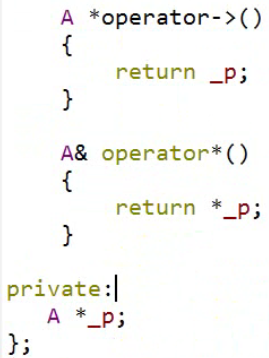 A *operator->()
{
return _p;
}
A& operator*()
{
return *_p;
}
private:
A *_p;
};